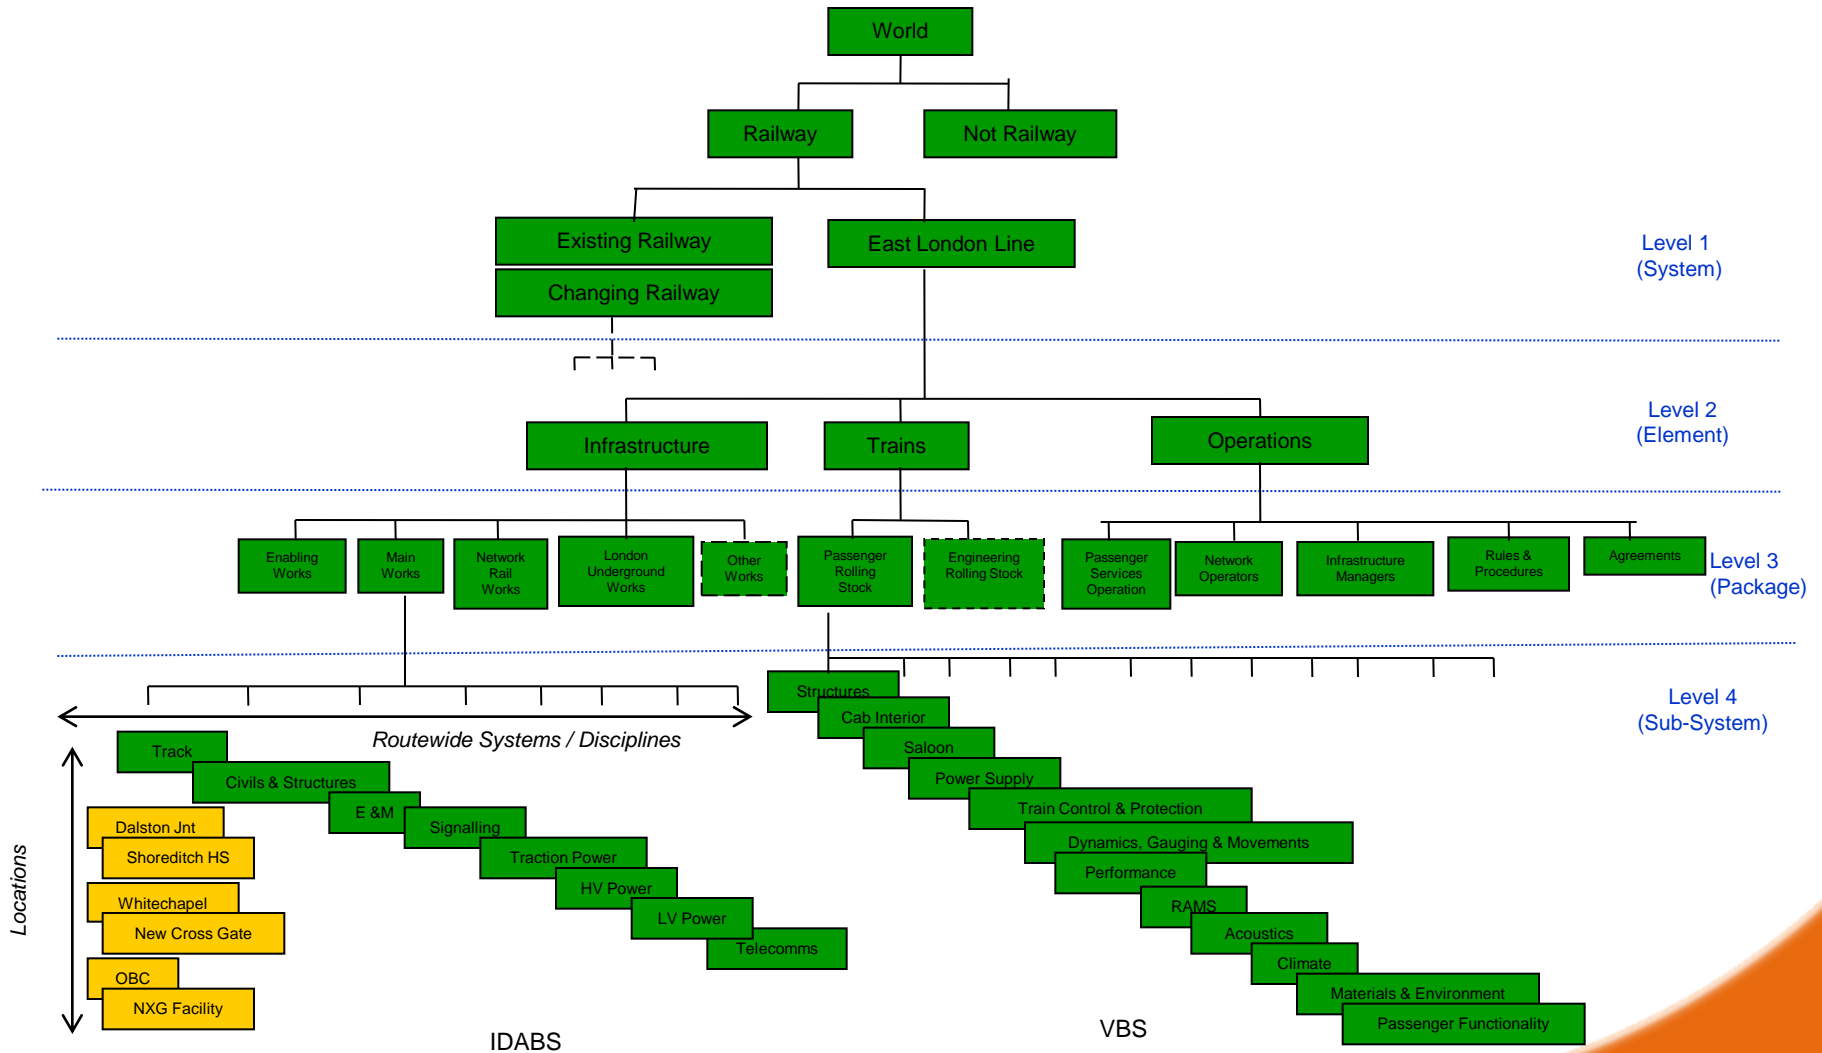 World
Railway
Not Railway
Existing Railway
East London Line
Changing Railway
Level 1
(System)
Infrastructure
Trains
Operations
Level 2
(Element)
Enabling
Works
Main
Works
Network
Rail
Works
London
Underground
Works
Other
Works
Passenger
Rolling
Stock
Engineering
Rolling Stock
Passenger
Services
Operation
Network
Operators
Infrastructure
Managers
Rules &
Procedures
Agreements
Level 3
(Package)
Level 4
(Sub-System)
Routewide Systems / Disciplines
Locations
Track
Civils & Structures
E &M
Signalling
Traction Power
HV Power
LV Power
Telecomms
Dalston Jnt
Shoreditch HS
Whitechapel
New Cross Gate
OBC
NXG Facility
IDABS
Structures
Cab Interior
Saloon
Power Supply
Train Control & Protection
Dynamics, Gauging & Movements
Performance
RAMS
Acoustics
Climate
Materials & Environment
Passenger Functionality
VBS